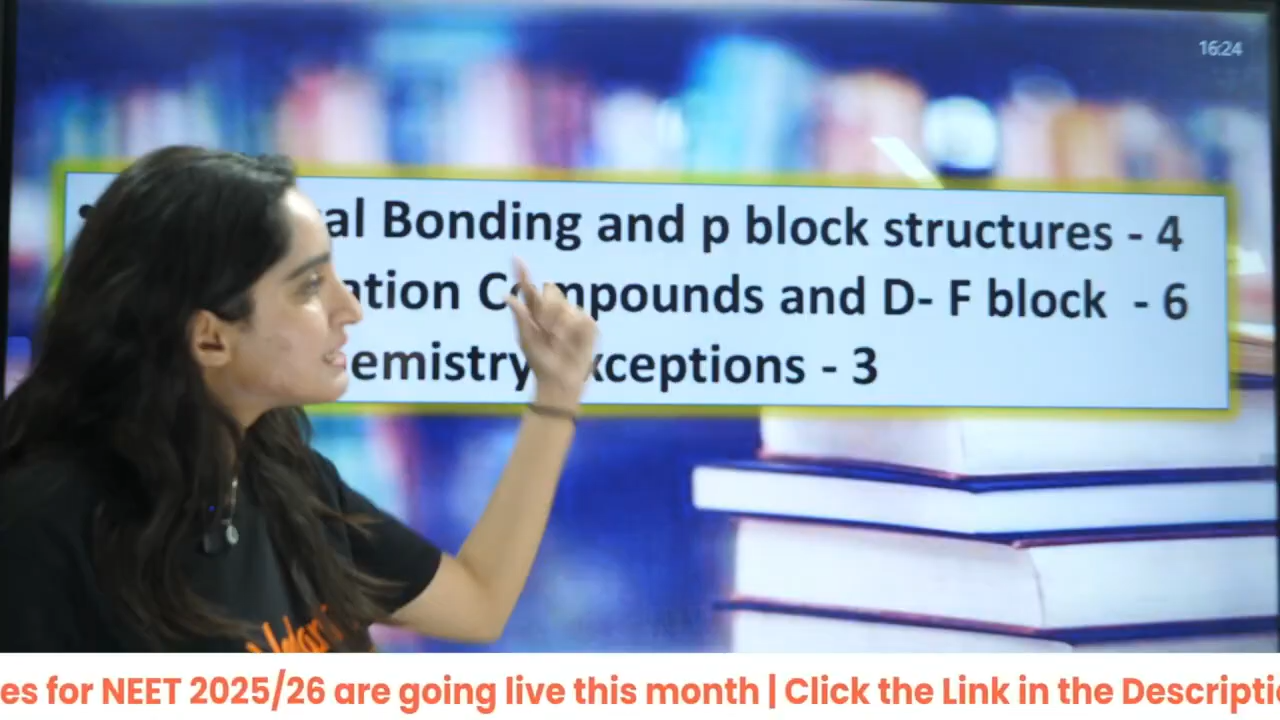 16:24
al Bonding and p block structures - 4
ation Compounds and D- F block - 6
emistry xceptions - 3
es for NEET 2025/26 are going live this month | Click the Link in the Descripti